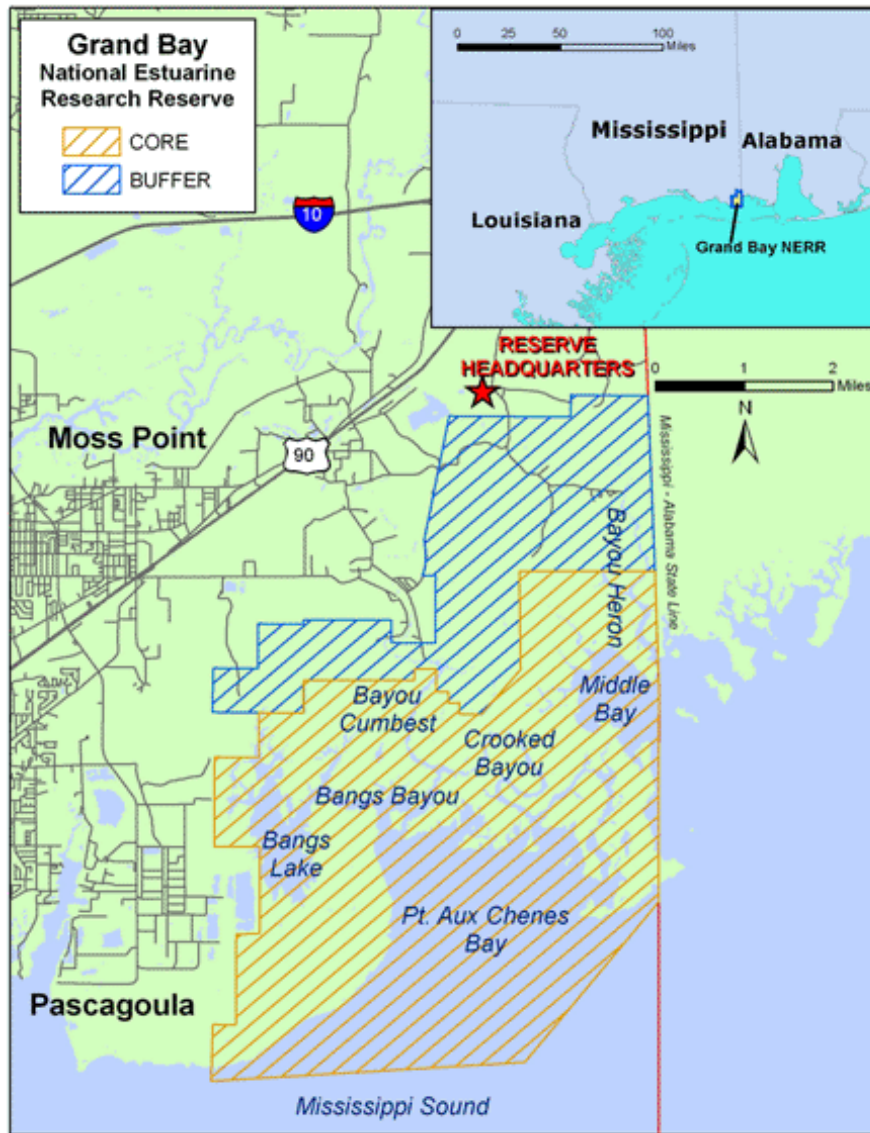 Grand Bay
National Estuarine
Research Reserve
CORE
BUFFER
0 25 50 100
Miles
Mississippi
Alabama
Louisiana
Grand Bay NERR
10
RESERVE
HEADQUARTERS
0 1 2
Miles
N
Moss Point
90
Mississippi - Alabama State Line
Bayou Heron
Middle
Bay
Bayou
Cumbest
Crooked
Bayou
Bangs Bayou
Bangs
Lake
Pt. Aux Chenes
Bay
Pascagoula
Mississippi Sound